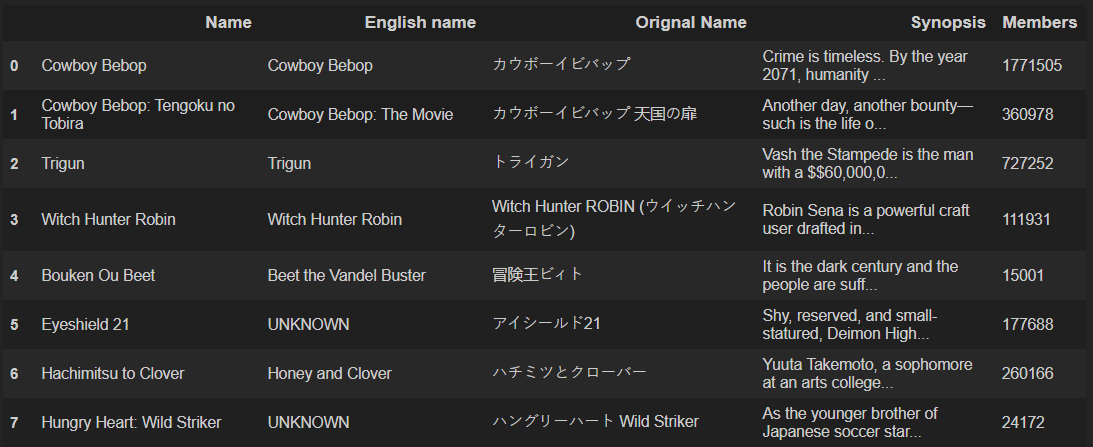 Name English name Orignal Name Synopsis Members
0 Cowboy Bebop Cowboy Bebop カウボーイビバップ Crime is timeless. By the year
2071, humanity ... 1771505
1 Cowboy Bebop: Tengoku no
Tobira Cowboy Bebop: The Movie カウボーイビバップ 天国の扉 Another day, another bounty—
such is the life o... 360978
2 Trigun Trigun トライガン Vash the Stampede is the man
with a $$60,000,0... 727252
3 Witch Hunter Robin Witch Hunter Robin Witch Hunter ROBIN (ウイッチハン
ターロビン) Robin Sena is a powerful craft
user drafted in... 111931
4 Bouken Ou Beet Beet the Vandel Buster 冒険王ビィト It is the dark century and the
people are suff... 15001
5 Eyeshield 21 UNKNOWN アイシールド21 Shy, reserved, and small-
statured, Deimon High... 177688
6 Hachimitsu to Clover Honey and Clover ハチミツとクローバー Yuuta Takemoto, a sophomore
at an arts college... 260166
7 Hungry Heart: Wild Striker UNKNOWN ハングリーハート Wild Striker As the younger brother of
Japanese soccer star... 24172